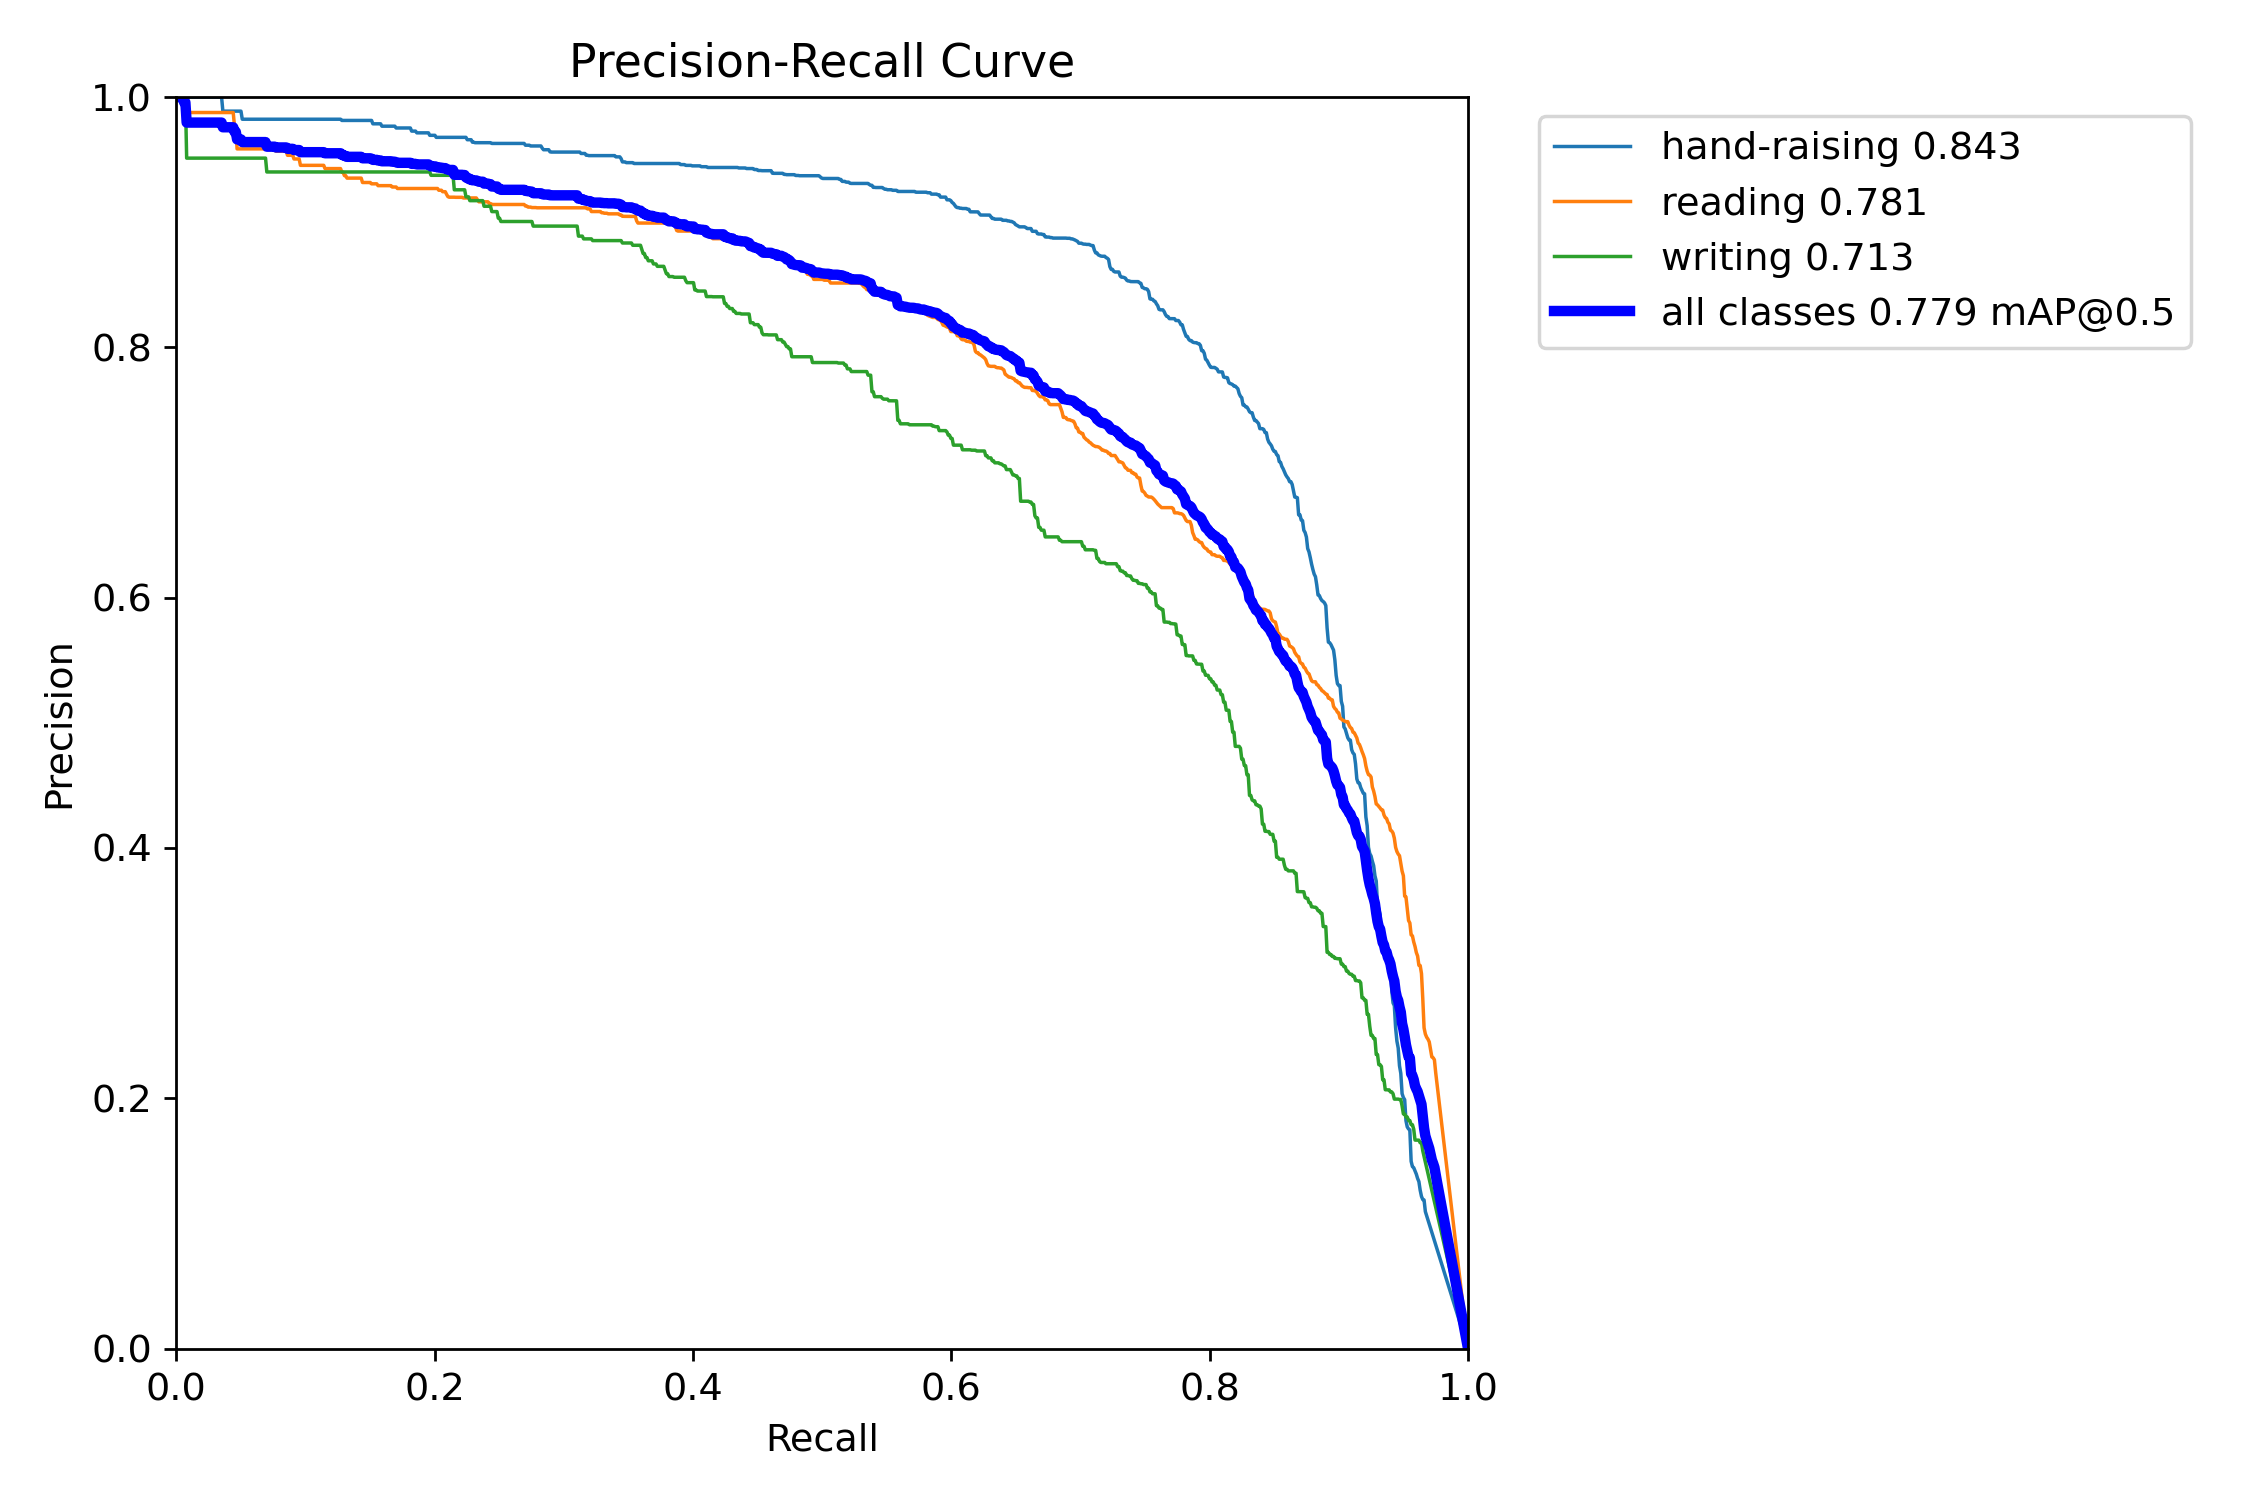 Precision-Recall Curve
1.0
0.8
0.6
0.4
0.2
0.0
Precision
0.0 0.2 0.4 0.6 0.8 1.0
Recall
hand-raising 0.843
reading 0.781
writing 0.713
all classes 0.779 mAP@0.5